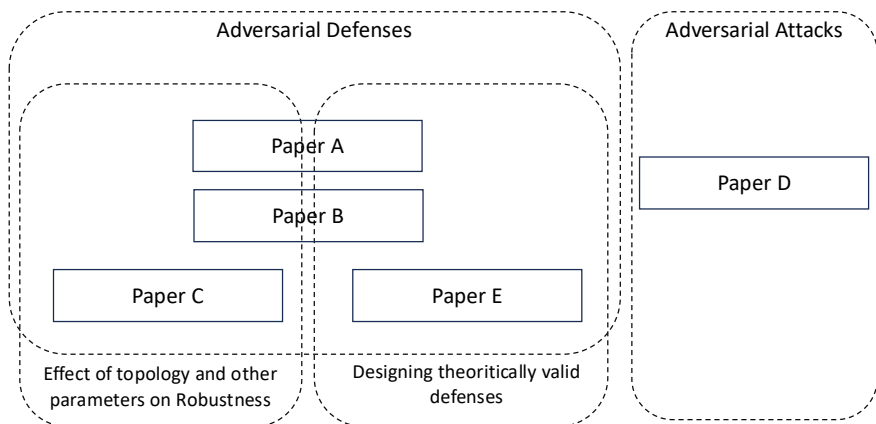 Adversarial Defenses
Adversarial Attacks
Paper A
Paper D
Paper B
Paper C
Paper E
Effect of topology and other
parameters on Robustness
Designing theoritically valid
defenses